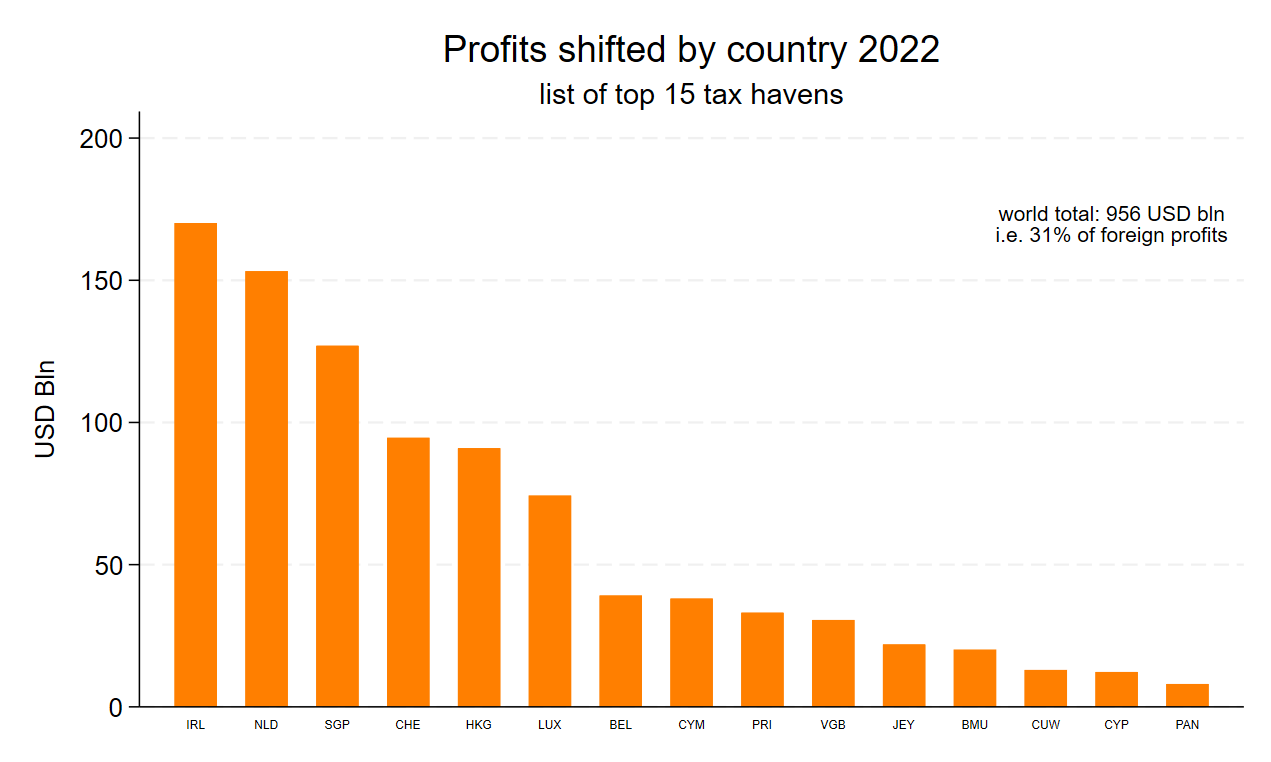 Profits shifted by country 2022
list of top 15 tax havens
world total: 956 USD bln
i.e. 31% of foreign profits
USD Bln
200
150
100
50
0
IRL NLD SGP CHE HKG LUX BEL CYM PRI VGB JEY BMU CUW CYP PAN